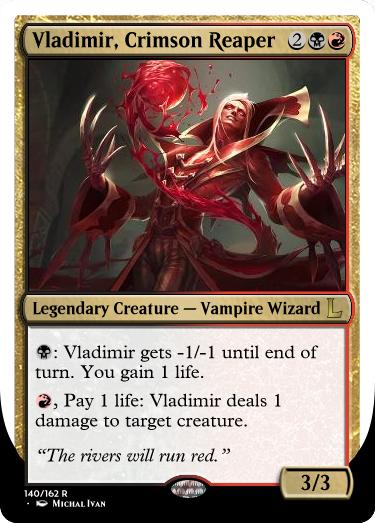 Vladimir, Crimson Reaper 2
Legendary Creature — Vampire Wizard L
: Vladimir gets -1/-1 until end of
turn. You gain 1 life.
, Pay 1 life: Vladimir deals 1
damage to target creature.
“The rivers will run red.”
3/3
140/162 R
· Michal Ivan